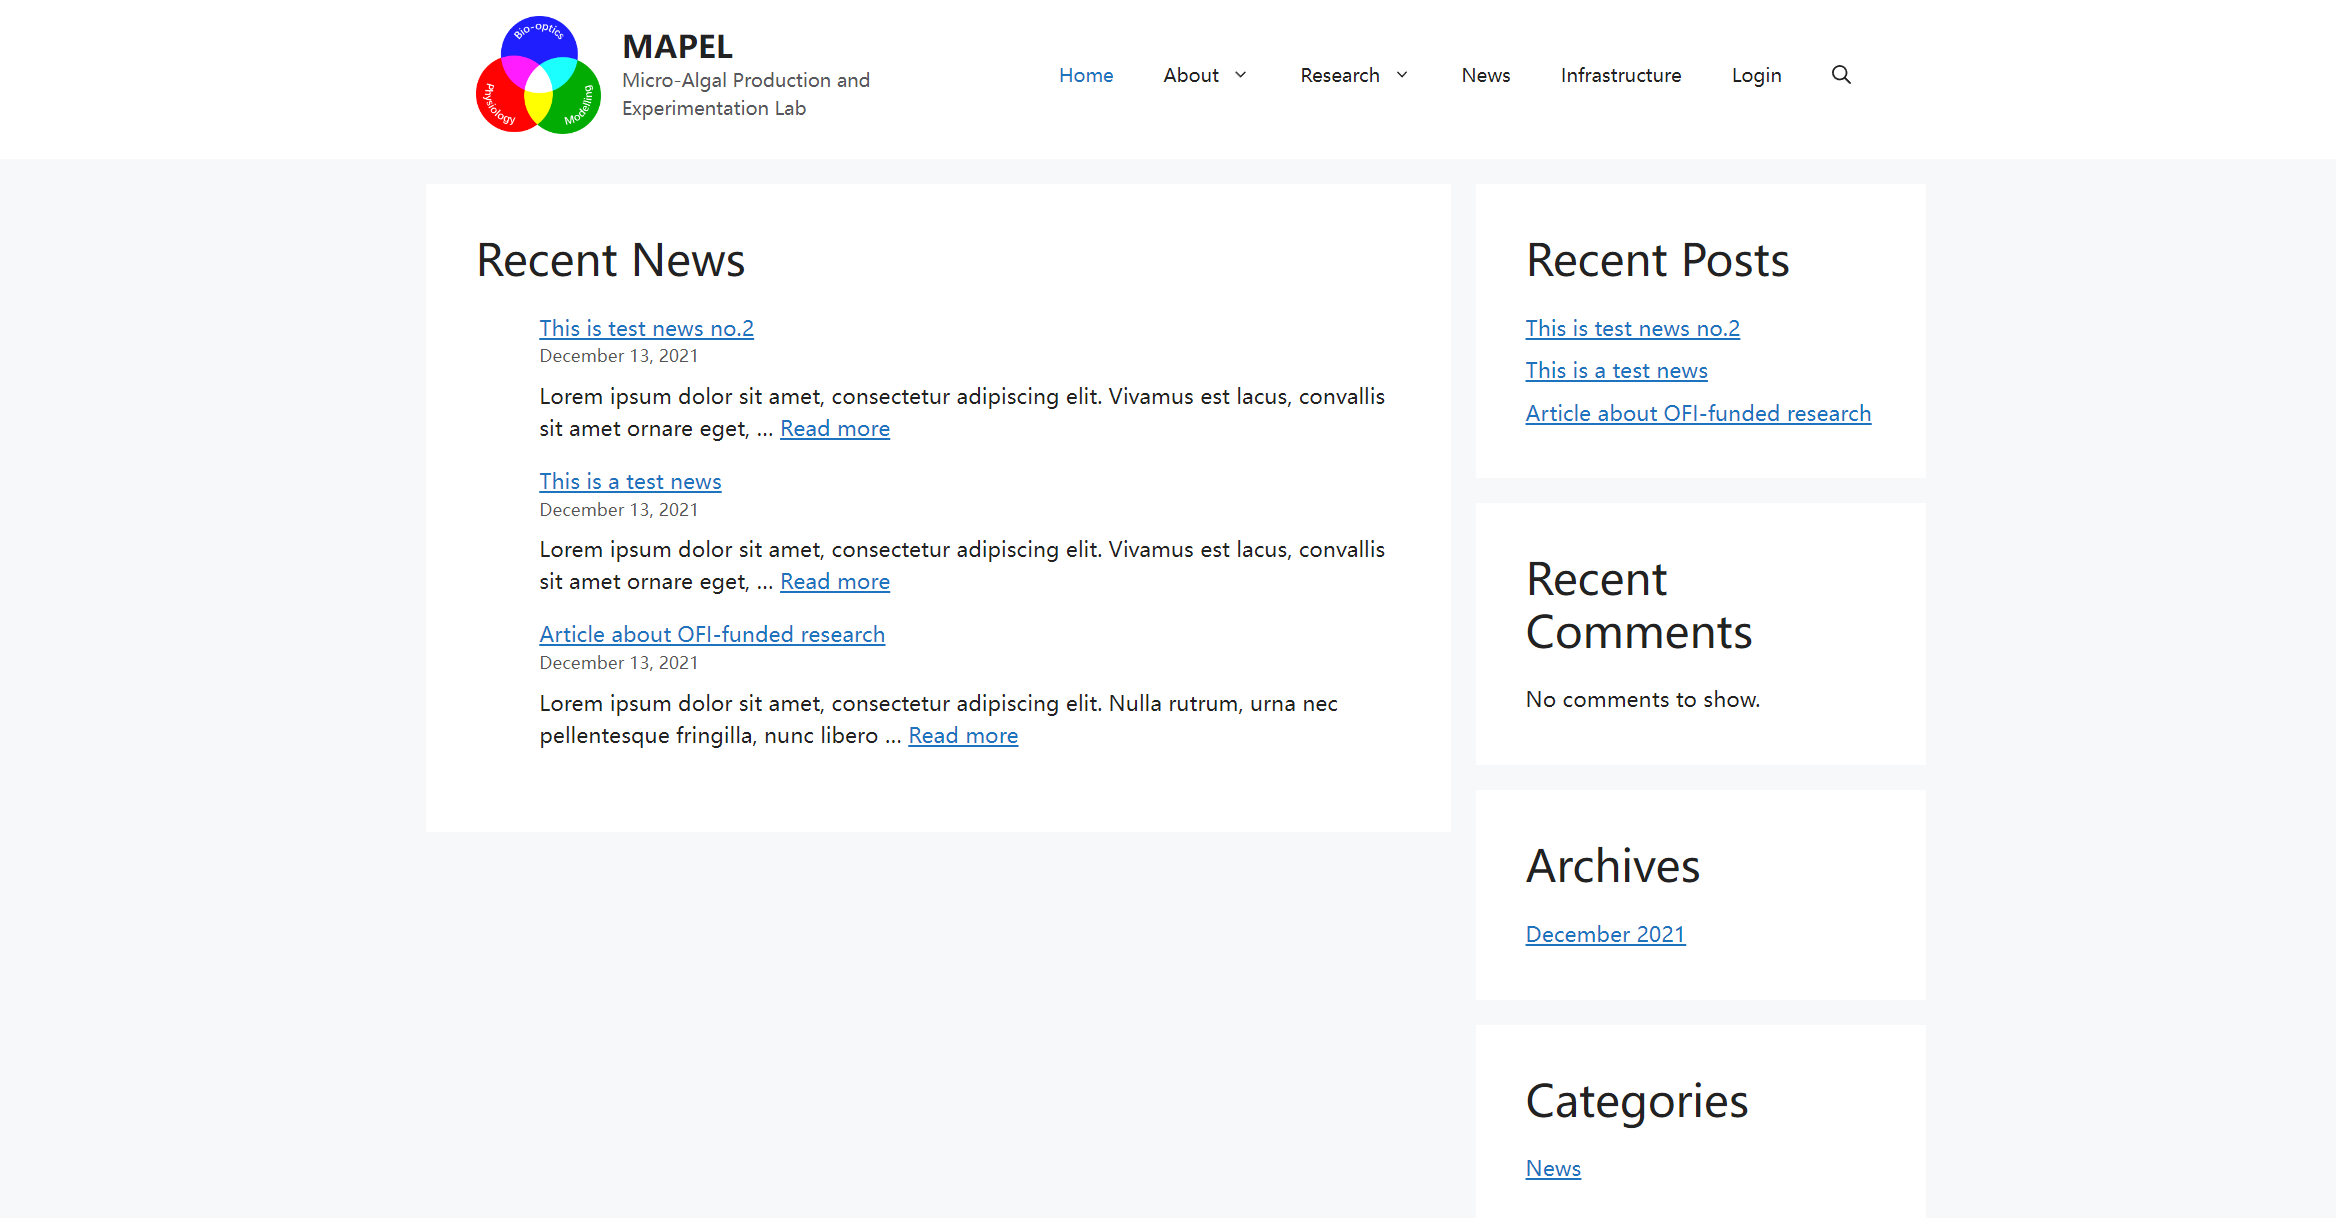 Bio-optics
Physiology
Modelling
MAPEL
Micro-Algal Production and
Experimentation Lab
Home
About
Research
News
Infrastructure
Login
Recent News
This is test news no.2
December 13, 2021
Lorem ipsum dolor sit amet, consectetur adipiscing elit. Vivamus est lacus, convallis
sit amet ornare eget, … Read more
This is a test news
December 13, 2021
Lorem ipsum dolor sit amet, consectetur adipiscing elit. Vivamus est lacus, convallis
sit amet ornare eget, … Read more
Article about OFI-funded research
December 13, 2021
Lorem ipsum dolor sit amet, consectetur adipiscing elit. Nulla rutrum, urna nec
pellentesque fringilla, nunc libero … Read more
Recent Posts
This is test news no.2
This is a test news
Article about OFI-funded research
Recent
Comments
No comments to show.
Archives
December 2021
Categories
News